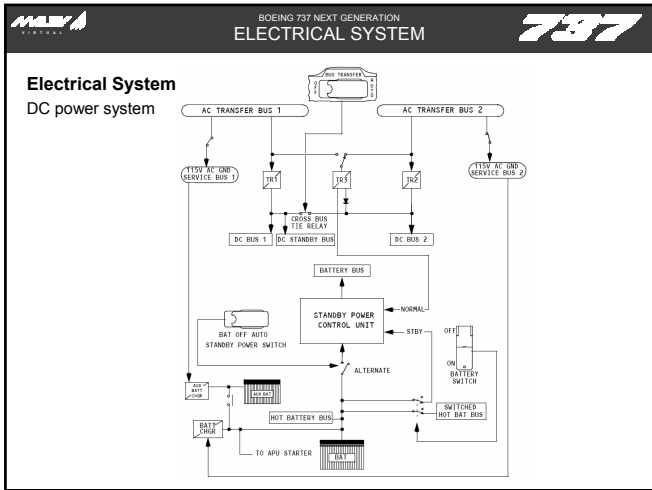 MALEV
VIRTUAL
BOEING 737 NEXT GENERATION
ELECTRICAL SYSTEM
737
Electrical System
DC power system
BUS TRANSFER
OFF
AUTO
AC TRANSFER BUS 1
AC TRANSFER BUS 2
115V AC GND
SERVICE BUS 1
115V AC GND
SERVICE BUS 2
TR1
TR3
TR2
CROSS BUS
TIE RELAY
DC BUS 1
DC STANDBY BUS
DC BUS 2
BATTERY BUS
STANDBY POWER
CONTROL UNIT
NORMAL
STBY
BAT OFF AUTO
STANDBY POWER SWITCH
OFF
ON
BATTERY
SWITCH
ALTERNATE
AUX
BATT
CHGR
AUX BAT
HOT BATTERY BUS
SWITCHED
HOT BAT BUS
BATT
CHGR
TO APU STARTER
BAT